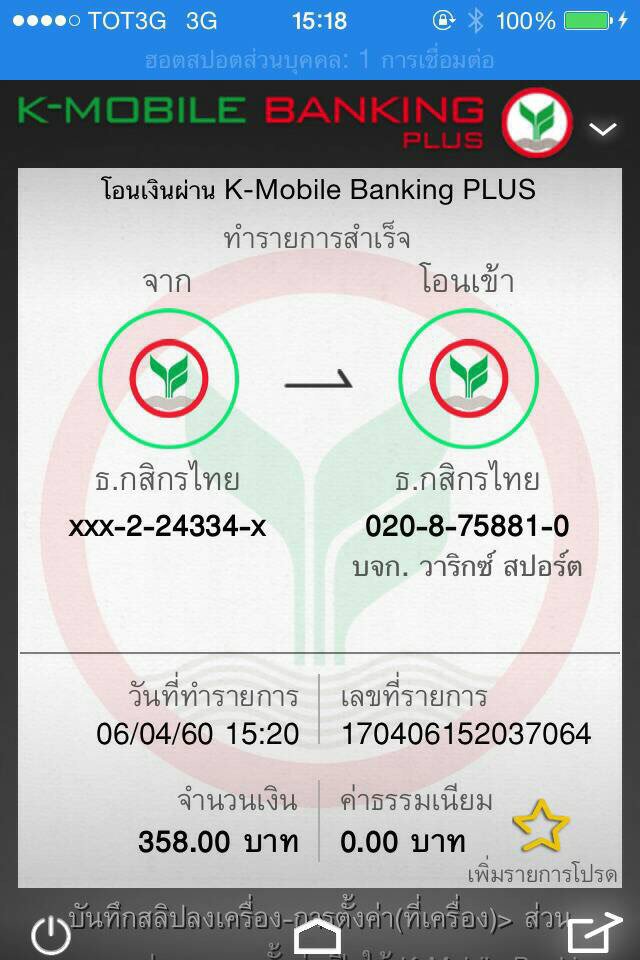 TOT3G 3G 15:18 100%
ฮอตสปอตส่วนบุคคล: 1 การเชื่อมต่อ
K-MOBILE BANKING
PLUS
โอนเงินผ่าน K-Mobile Banking PLUS
ทำรายการสำเร็จ
จาก โอนเข้า
ธ.กสิกรไทย ธ.กสิกรไทย
xxx-2-24334-x 020-8-75881-0
บจก. วาริกซ์ สปอร์ต
วันที่ทำรายการ เลขที่รายการ
06/04/60 15:20 170406152037064
จำนวนเงิน ค่าธรรมเนียม
358.00 บาท 0.00 บาท
เพิ่มรายการโปรด
บันทึกสลิปลงเครื่อง-การตั้งค่า(ที่เครื่อง)> ส่วน